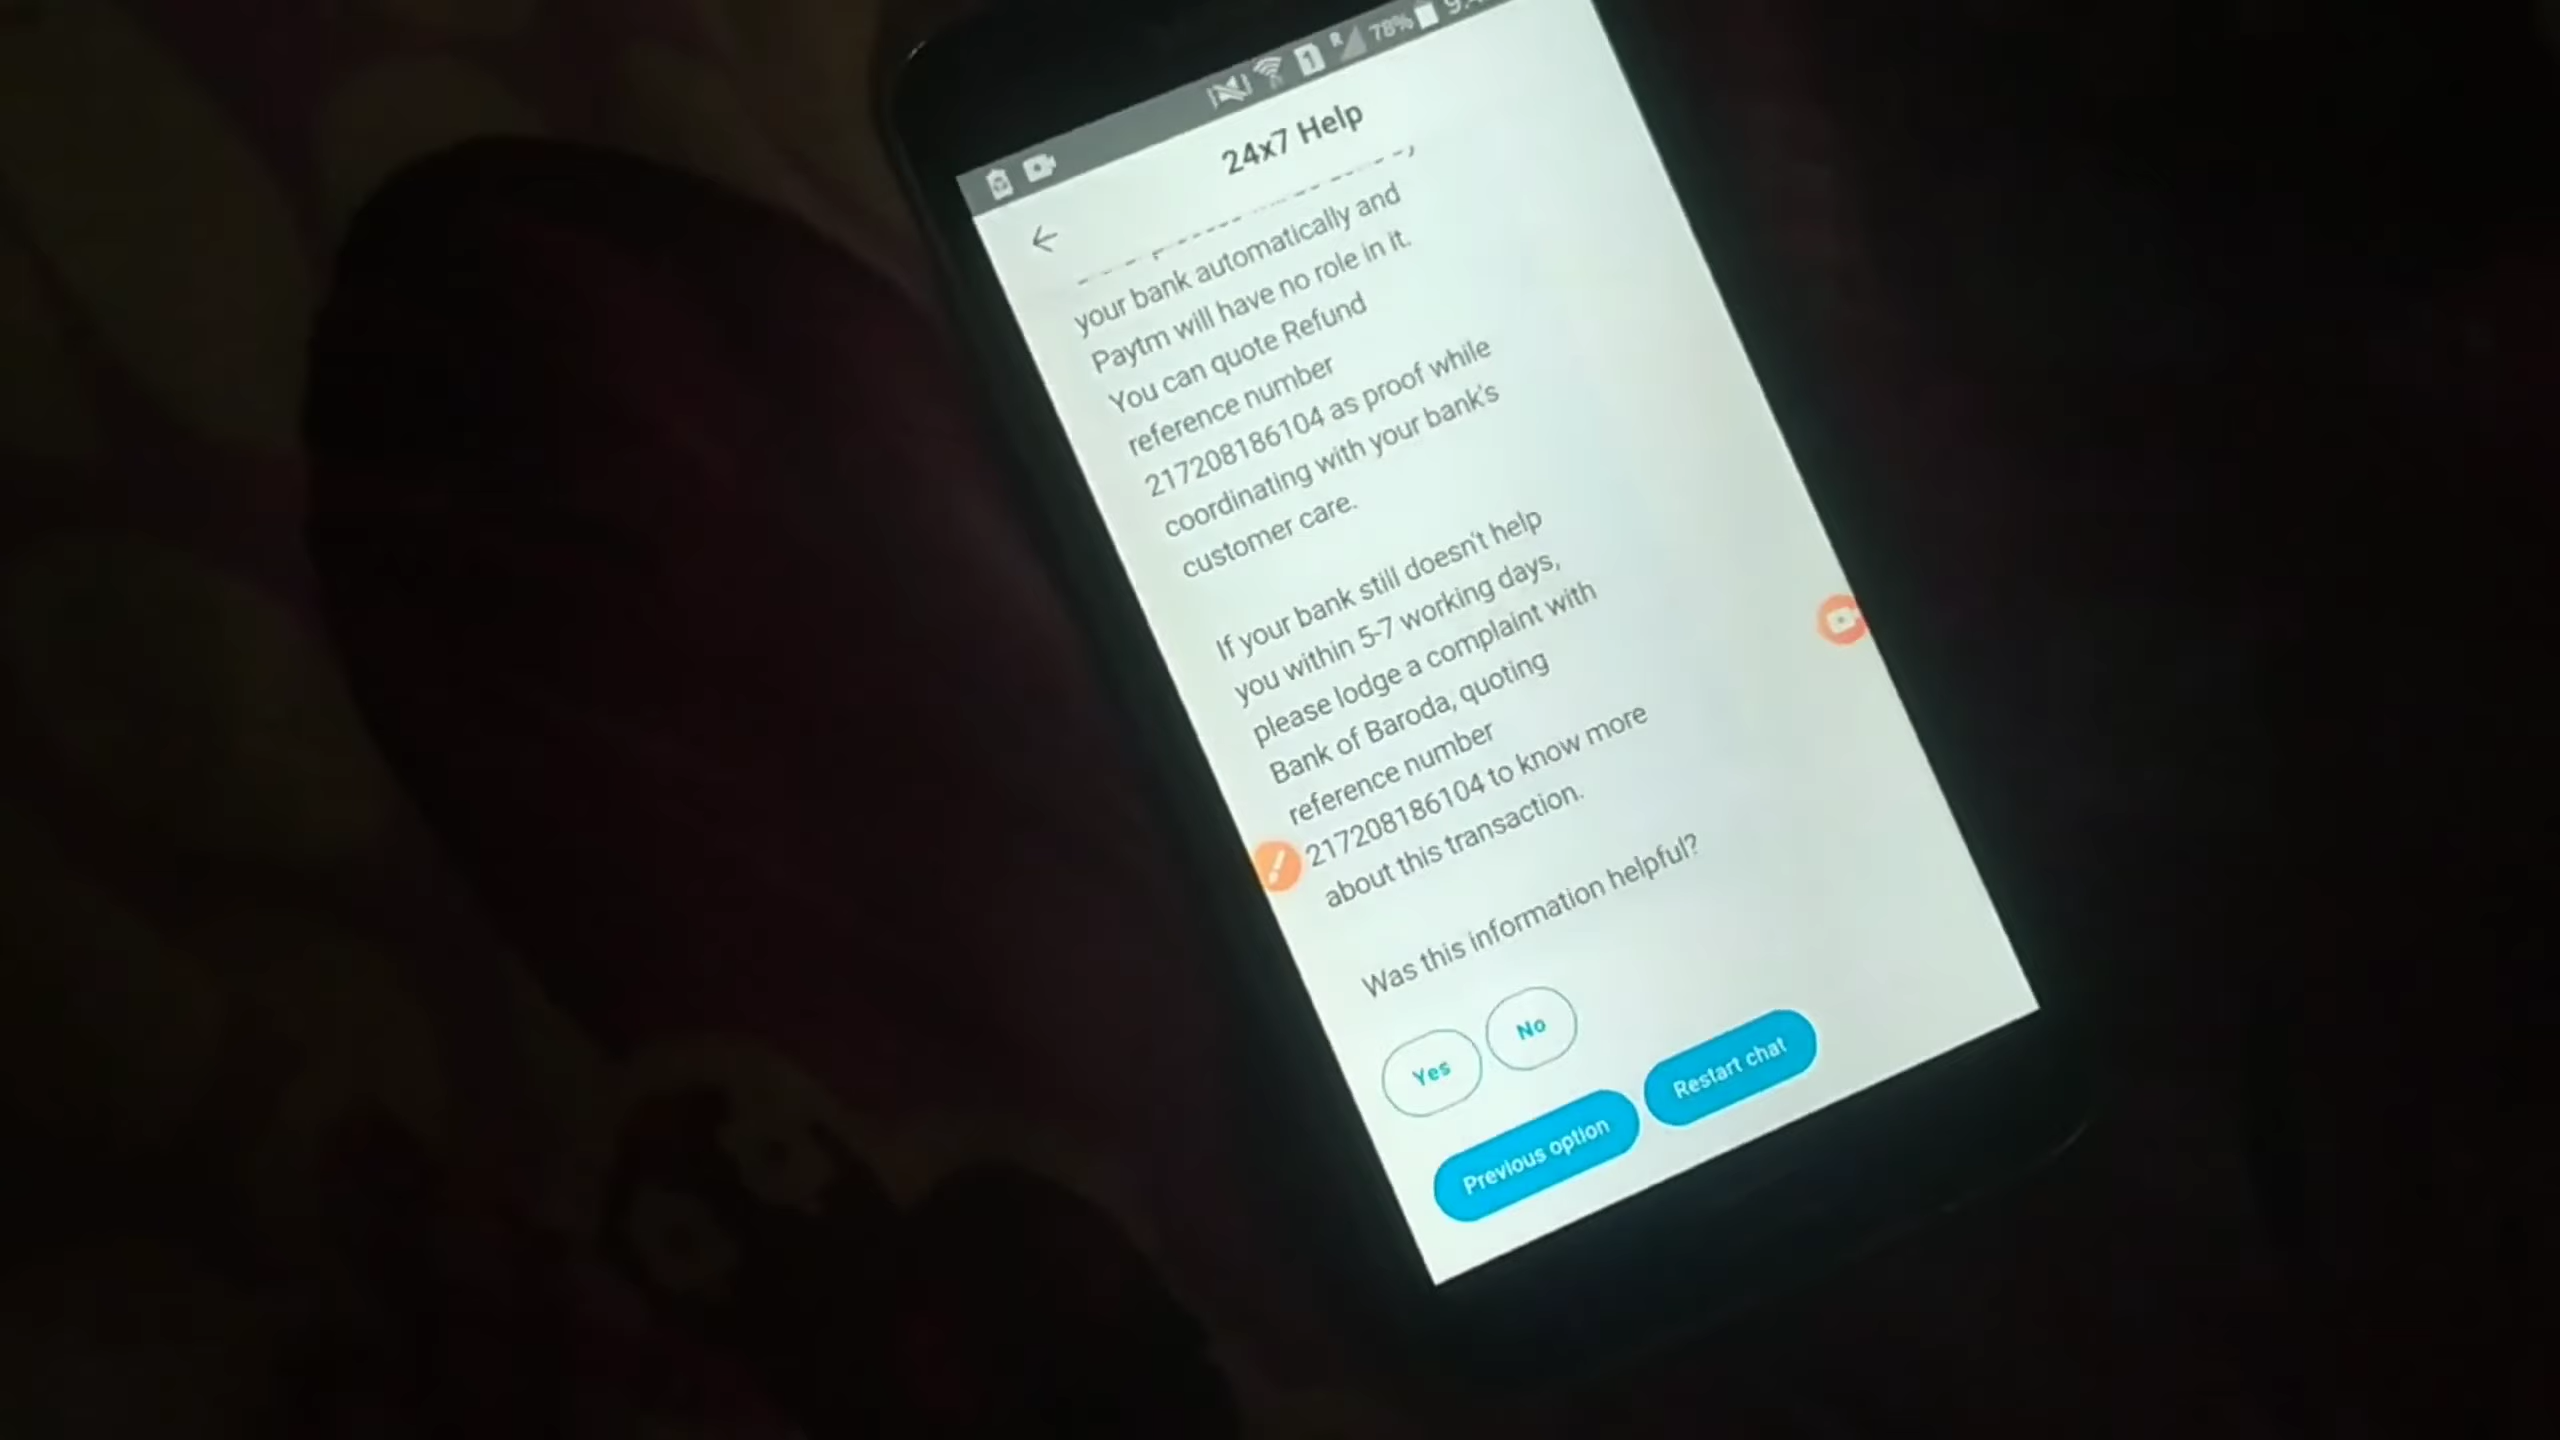 78%
24x7 Help
your bank automatically and
Paytm will have no role in it.
You can quote Refund
reference number
217208186104 as proof while
coordinating with your bank's
customer care.
If your bank still doesn't help
you within 5-7 working days,
please lodge a complaint with
Bank of Baroda, quoting
reference number
217208186104 to know more
about this transaction.
Was this information helpful?
Yes No
Previous option Restart chat